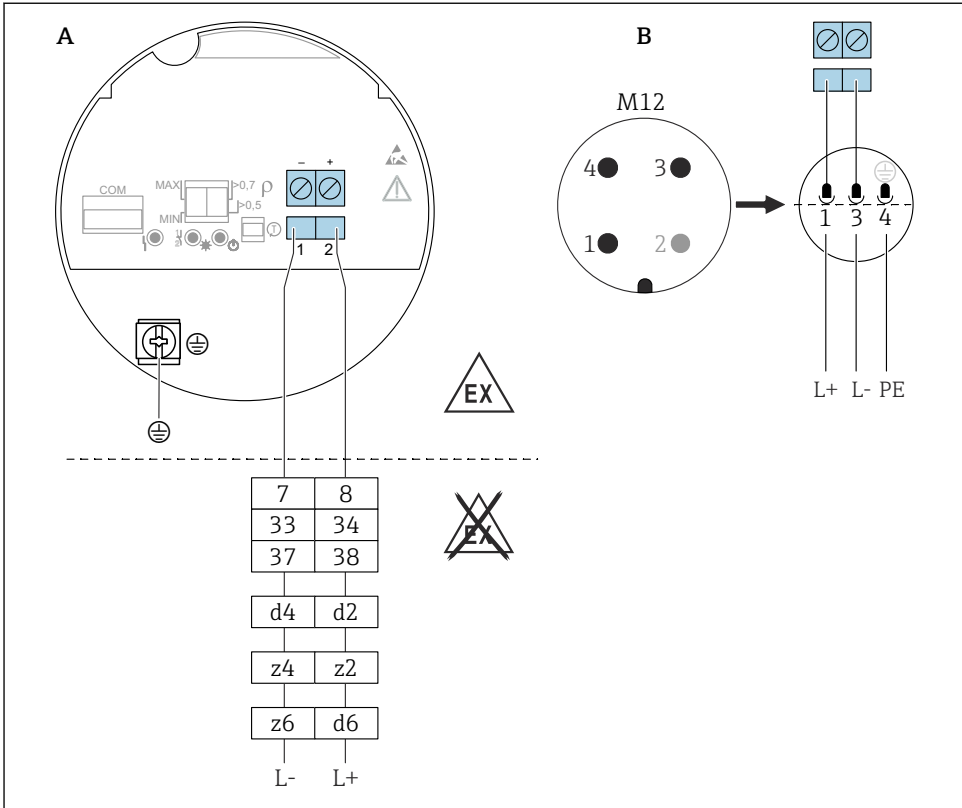 A
B
M12
4 3
1 2
1 3 4
L+ L- PE
- +
COM
MAX >0,7 ρ
MIN >0,5
1 2
EX
7 8
33 34
37 38
EX
d4 d2
z4 z2
z6 d6
L- L+